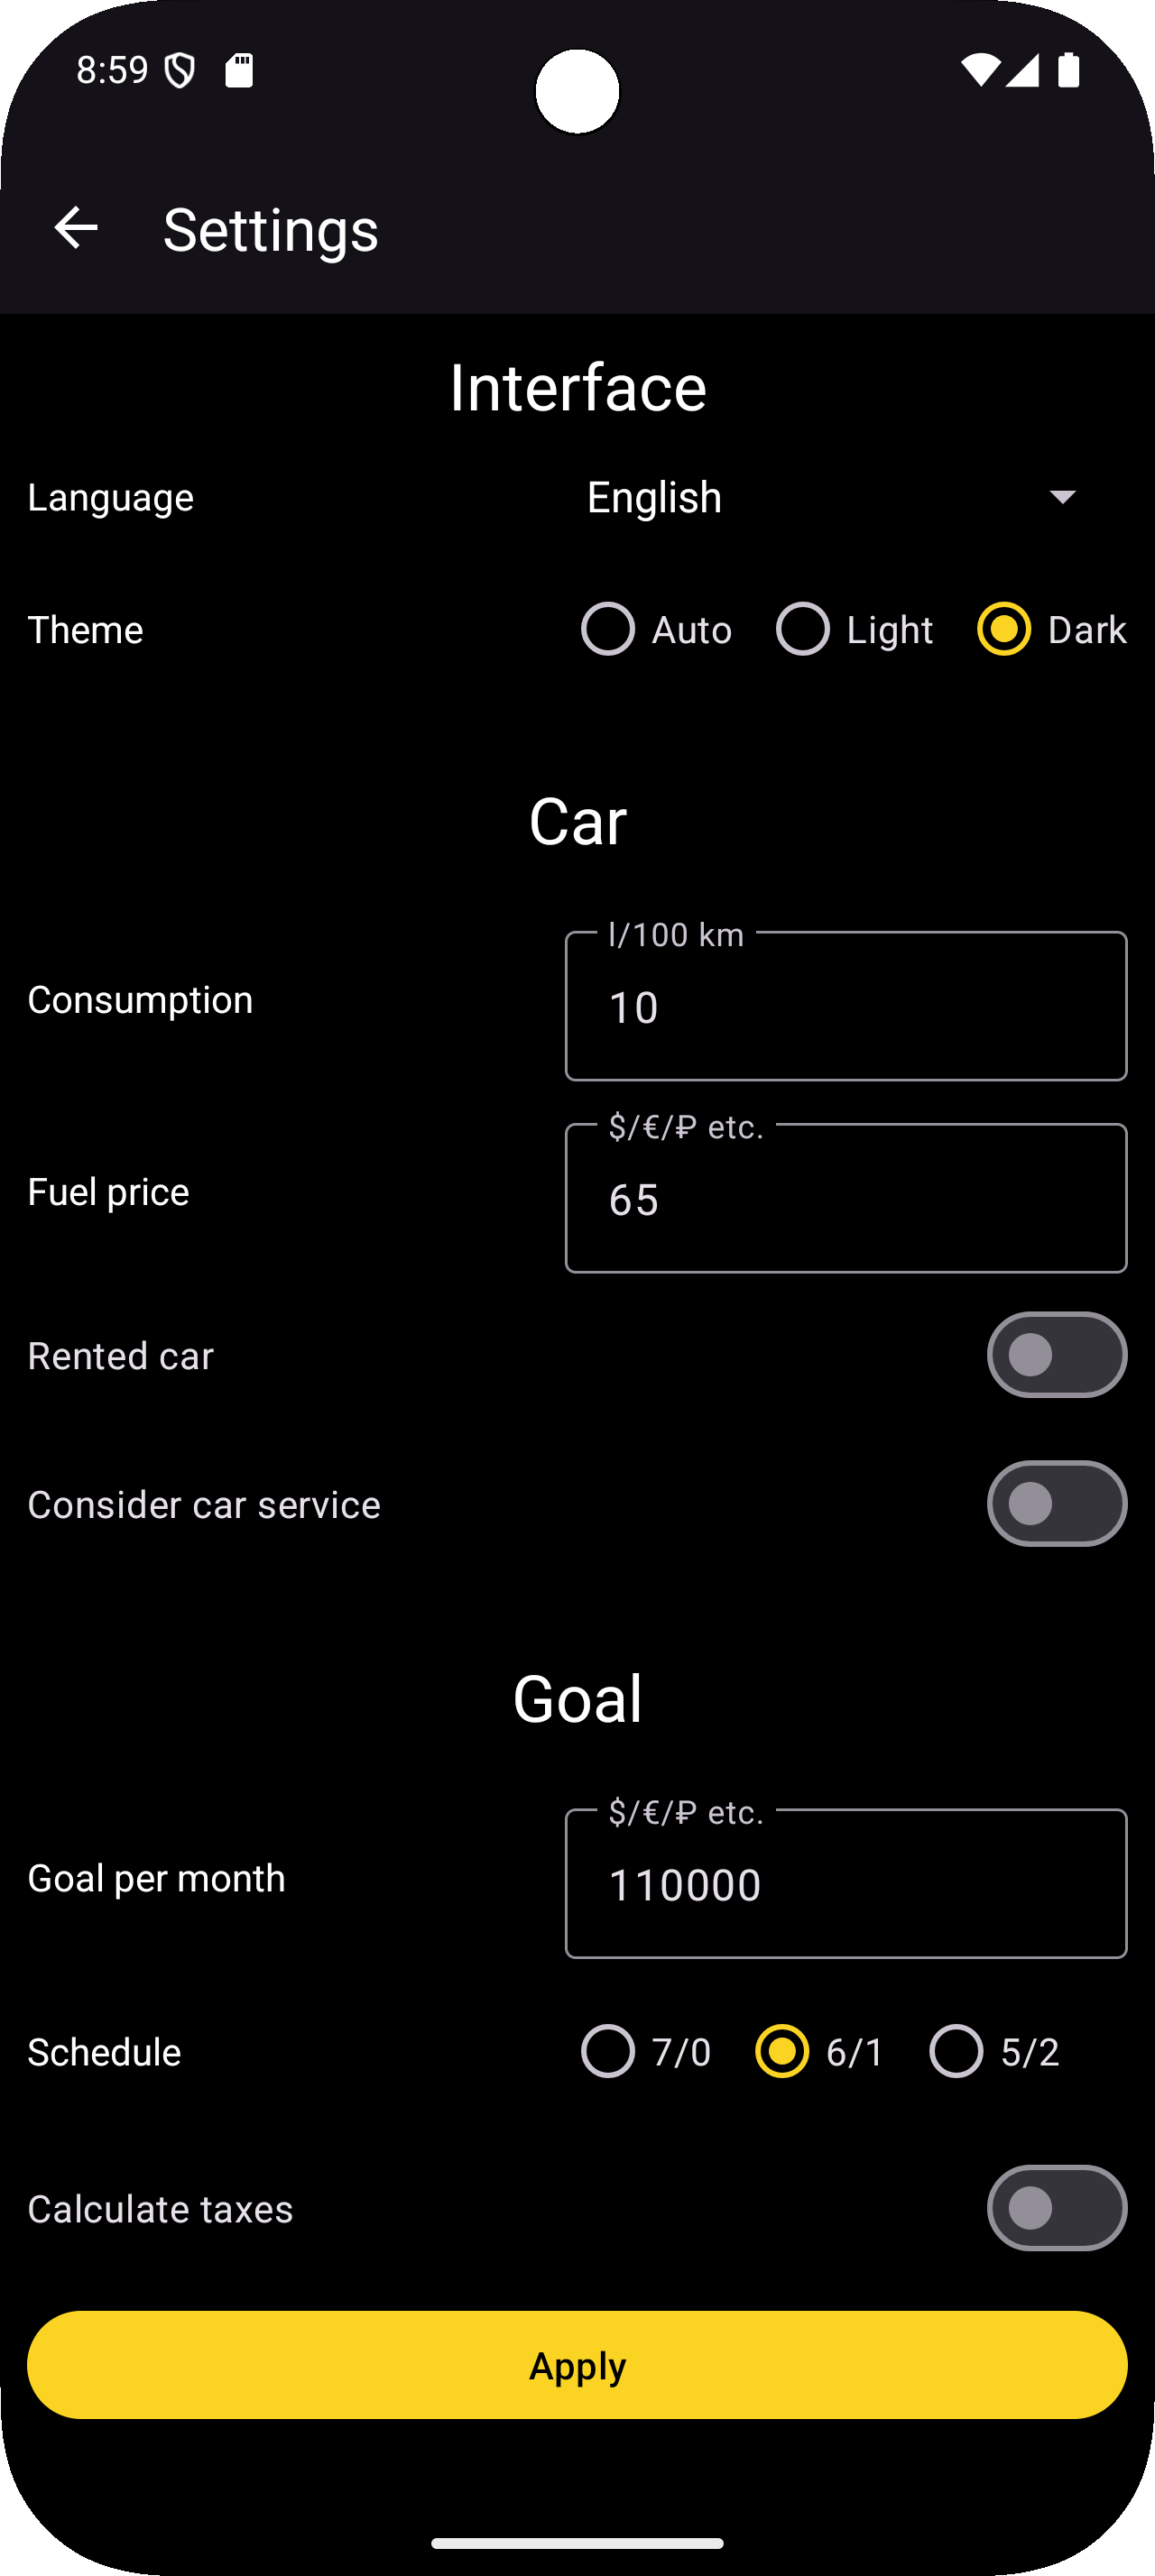 8:59
Settings
Interface
Language English
Theme Auto Light Dark
Car
l/100 km
Consumption 10
$/€/₽ etc.
Fuel price 65
Rented car
Consider car service
Goal
$/€/₽ etc.
Goal per month 110000
Schedule 7/0 6/1 5/2
Calculate taxes
Apply